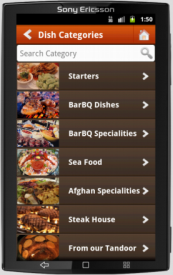 Sony Ericsson
1:50
Dish Categories
Search Category
Starters
BarBQ Dishes
BarBQ Specialities
Sea Food
Afghan Specialities
Steak House
From our Tandoor